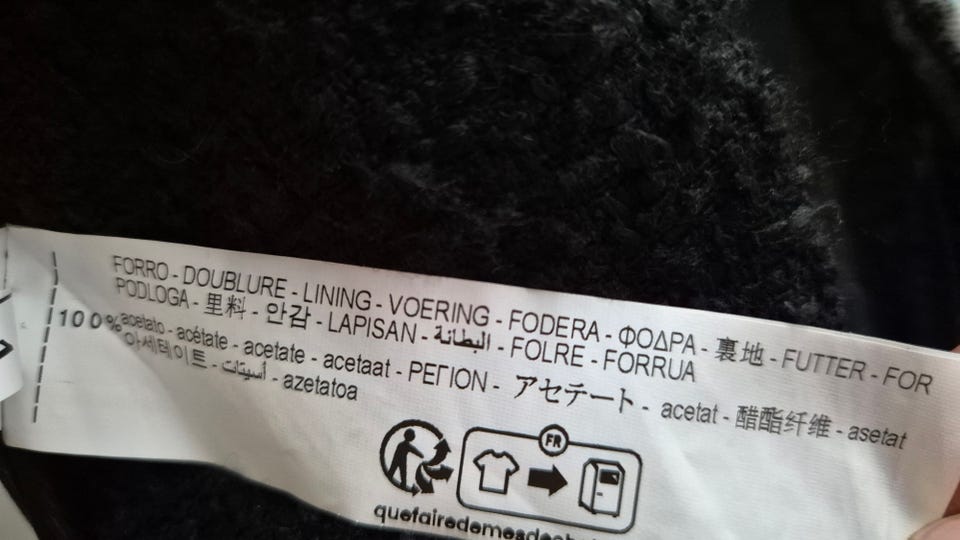 FORRO - DOUBLURE - LINING - VOERING - FODERA - ΦΟΔΡΑ - 裏地 - FUTTER - FOR
PODLOGA - 里料 - 안감 - LAPISAN - البطانة - FOLRE - FORRUA
100% acetato - acétate - acetate - acetaat - ΡΕΓΙΟΝ - アセテート - acetat - 醋酯纤维 - asetat
아세테이트 - أسيتات - azetatoa
FR
quefairedemesdech